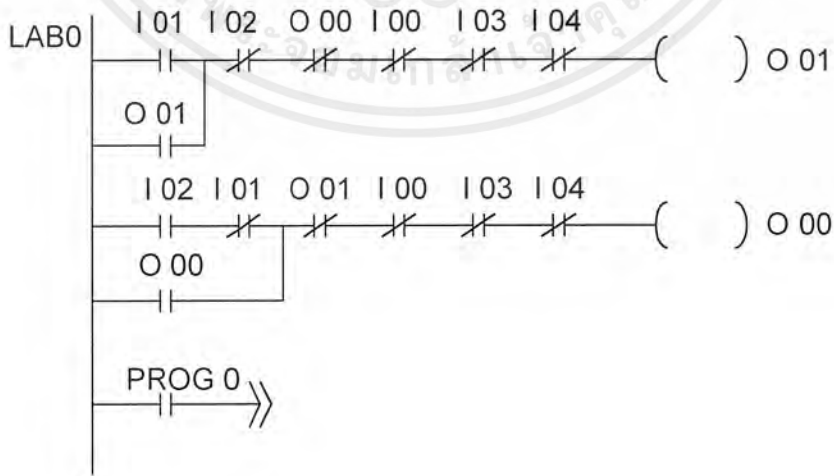 LAB0
I 01 I 02 O 00 I 00 I 03 I 04
O 01
O 01
I 02 I 01 O 01 I 00 I 03 I 04
O 00
O 00
PROG 0